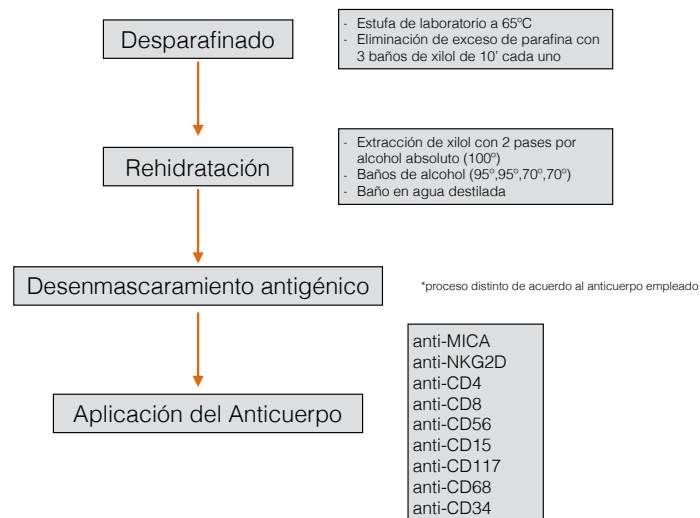 Desparafinado
- Estufa de laboratorio a 65ºC
- Eliminación de exceso de parafina con
3 baños de xilol de 10’ cada uno
Rehidratación
- Extracción de xilol con 2 pases por
alcohol absoluto (100º)
- Baños de alcohol (95º,95º,70º,70º)
- Baño en agua destilada
Desenmascaramiento antigénico
*proceso distinto de acuerdo al anticuerpo empleado
Aplicación del Anticuerpo
anti-MICA
anti-NKG2D
anti-CD4
anti-CD8
anti-CD56
anti-CD15
anti-CD117
anti-CD68
anti-CD34